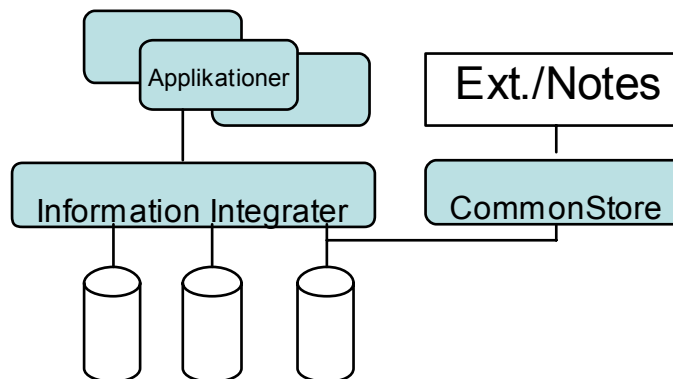 Applikationer
Ext./Notes
Information Integrater
CommonStore